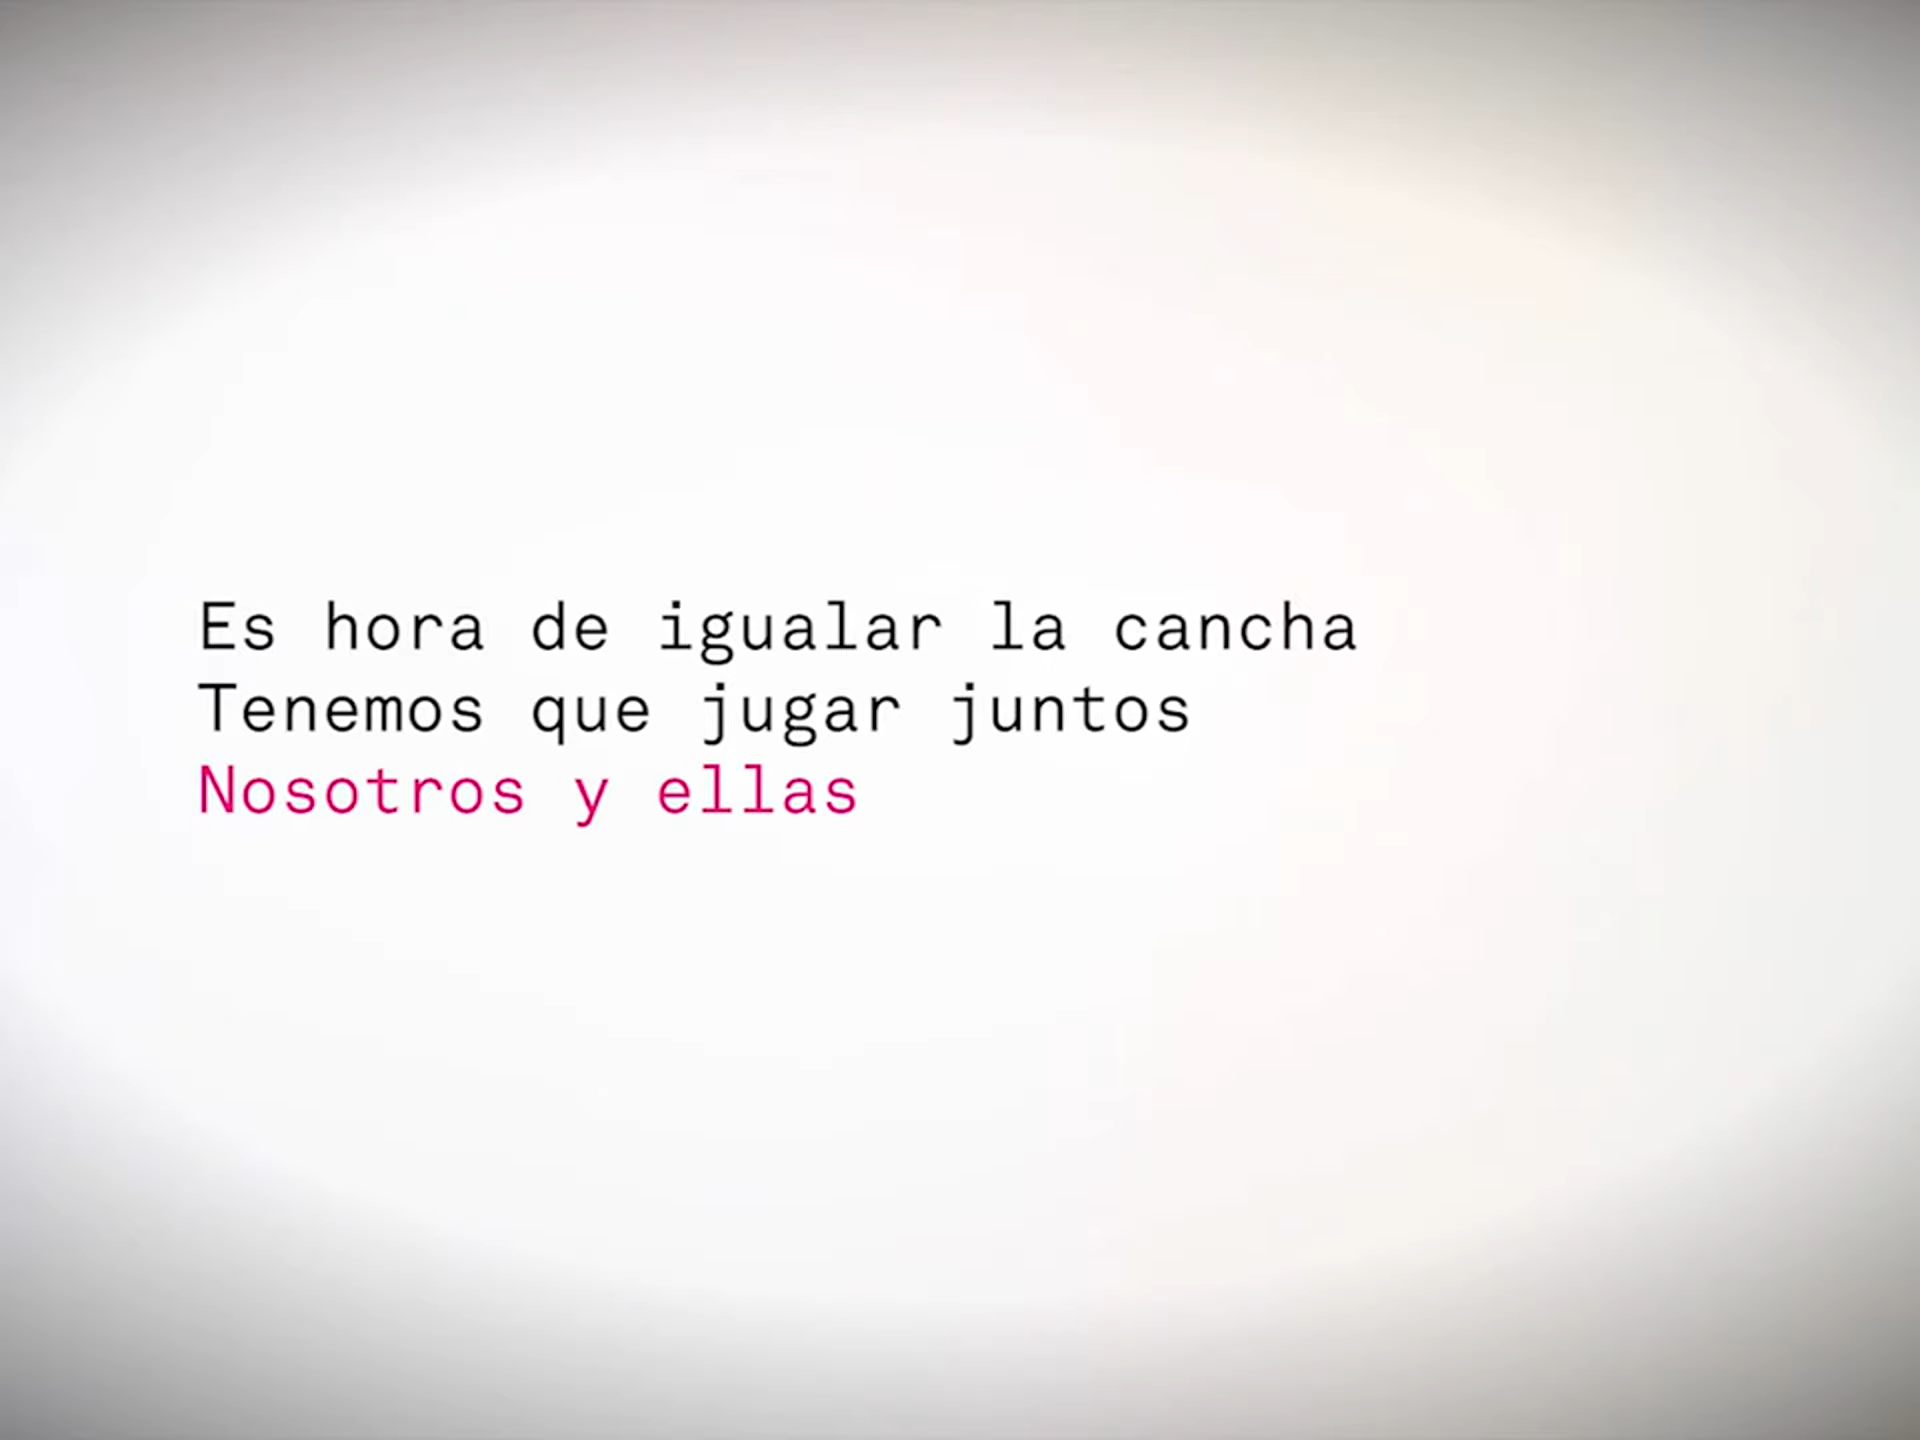 Es hora de igualar la cancha
Tenemos que jugar juntos
Nosotros y ellas